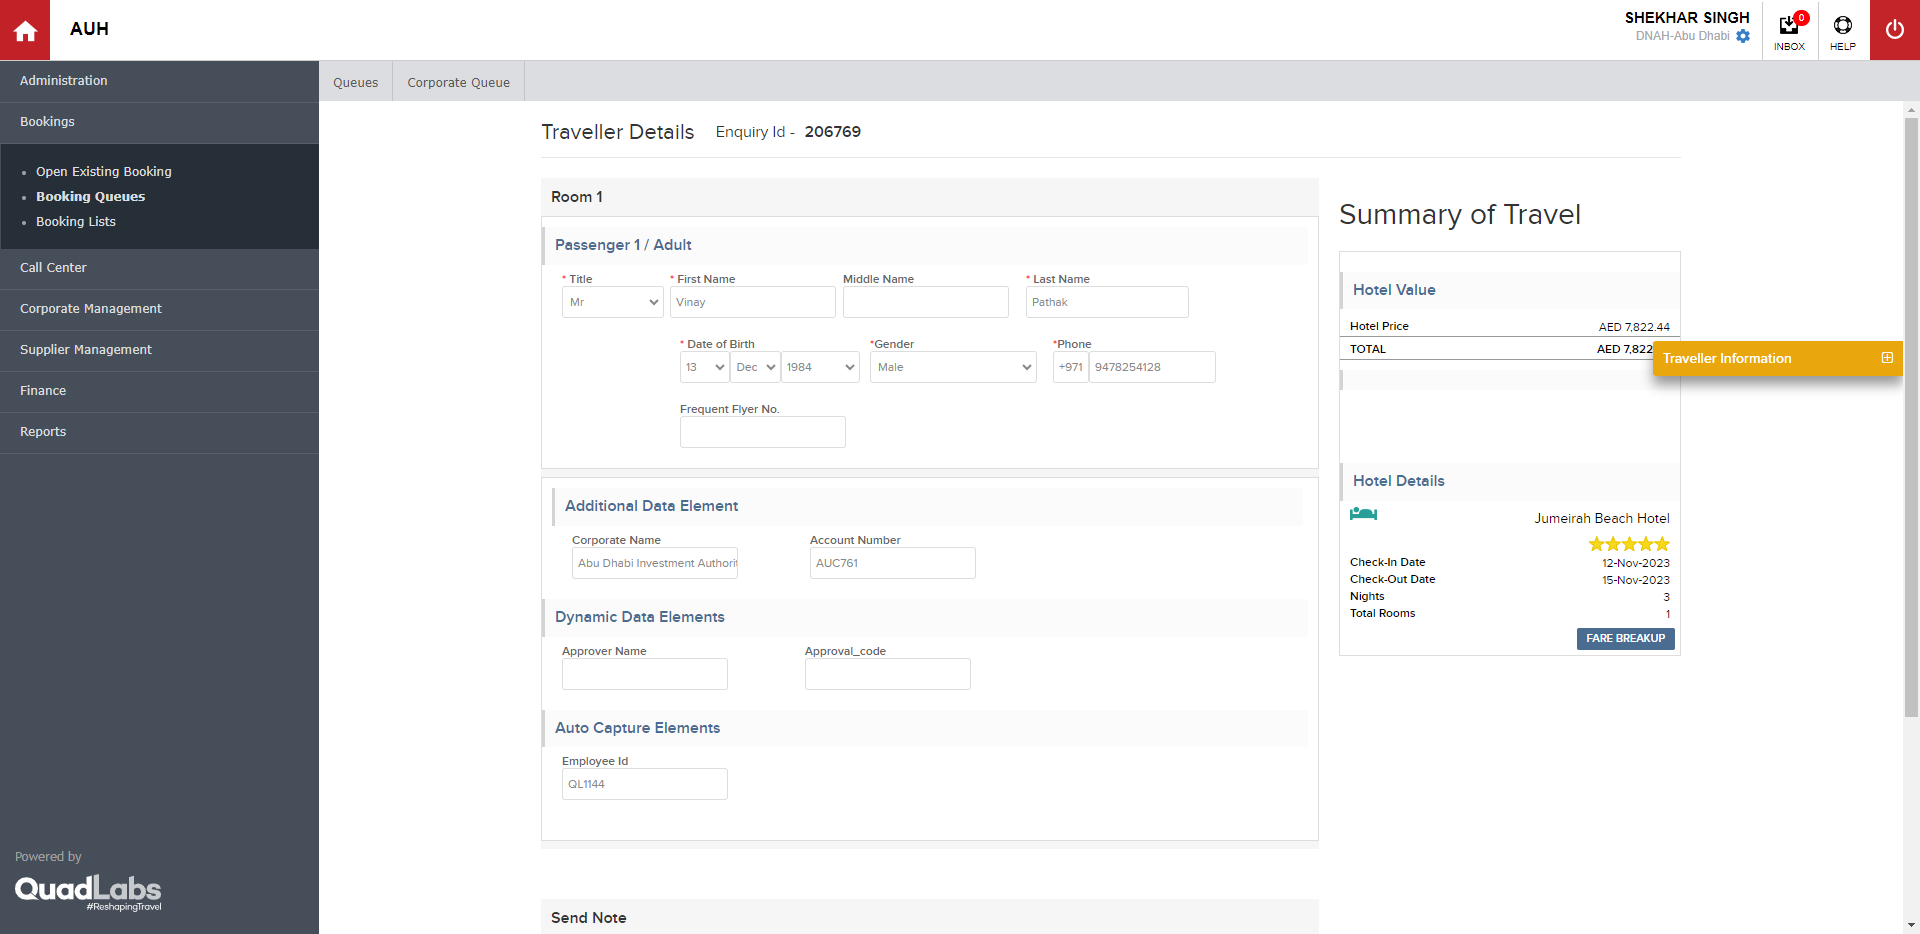 AUH
SHEKHAR SINGH
DNAH-Abu Dhabi
0
INBOX
HELP
Administration
Bookings
Open Existing Booking
Booking Queues
Booking Lists
Call Center
Corporate Management
Supplier Management
Finance
Reports
Powered by
QuadLabs
#ReshapingTravel
Queues
Corporate Queue
Traveller Details Enquiry Id - 206769
Room 1
Passenger 1 / Adult
* Title * First Name Middle Name * Last Name
Mr Vinay Pathak
* Date of Birth *Gender *Phone
13 Dec 1984 Male +971 9478254128
Frequent Flyer No.
Additional Data Element
Corporate Name Account Number
Abu Dhabi Investment Authorit AUC761
Dynamic Data Elements
Approver Name Approval_code
Auto Capture Elements
Employee Id
QL1144
Send Note
Summary of Travel
Hotel Value
Hotel Price AED 7,822.44
TOTAL AED 7,822
Traveller Information
Hotel Details
Jumeirah Beach Hotel
Check-In Date 12-Nov-2023
Check-Out Date 15-Nov-2023
Nights 3
Total Rooms 1
FARE BREAKUP